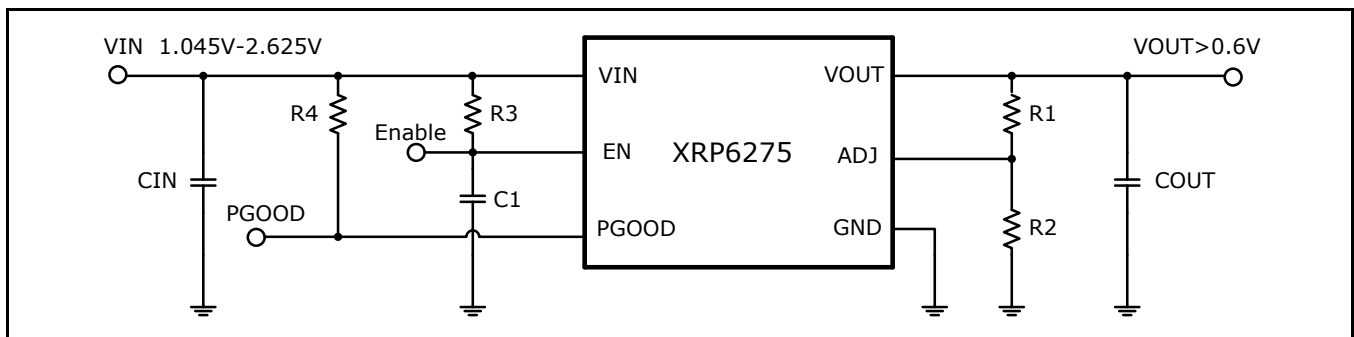 VIN 1.045V-2.625V
VOUT>0.6V
VIN
VOUT
R4
R3
R1
Enable
EN
XRP6275
ADJ
CIN
C1
COUT
PGOOD
PGOOD
GND
R2